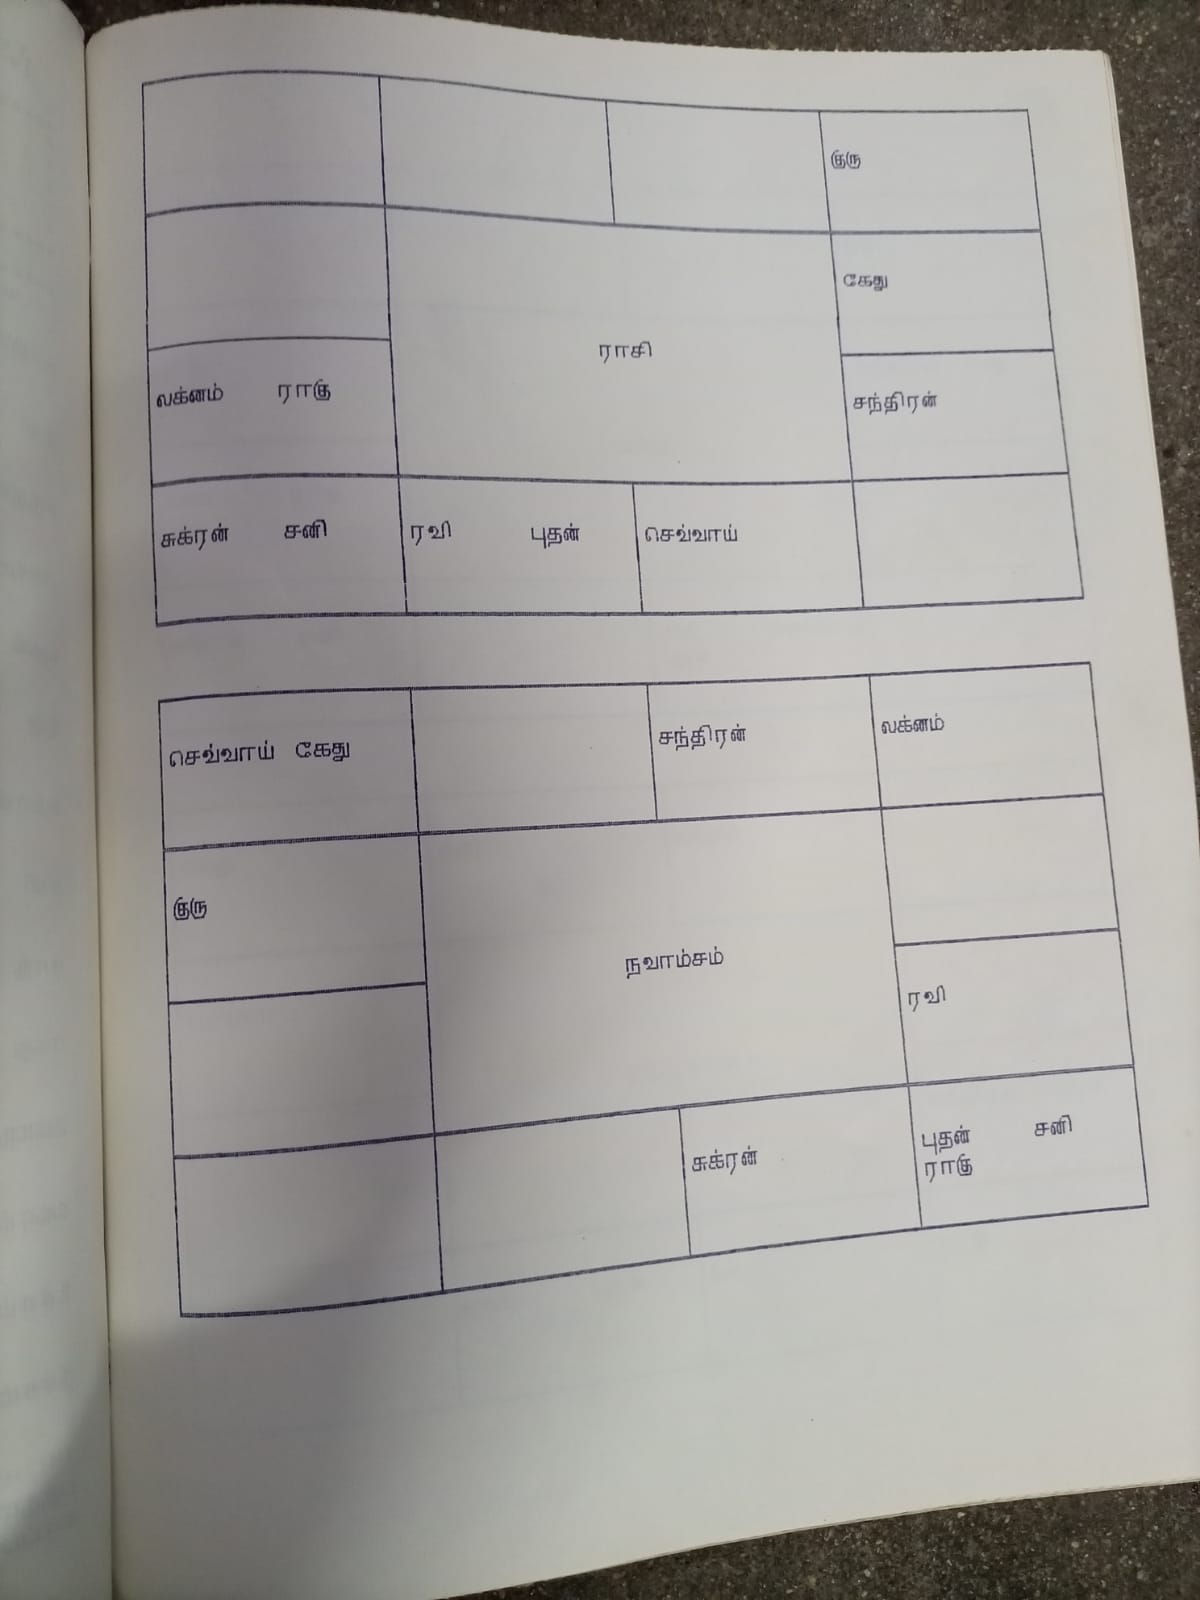 குரு
கேது
ராசி
லக்னம் ராகு
சந்திரன்
சுக்ரன் சனி
ரவி புதன்
செவ்வாய்
செவ்வாய் கேது
சந்திரன்
லக்னம்
குரு
நவாம்சம்
ரவி
சுக்ரன்
புதன் சனி
ராகு